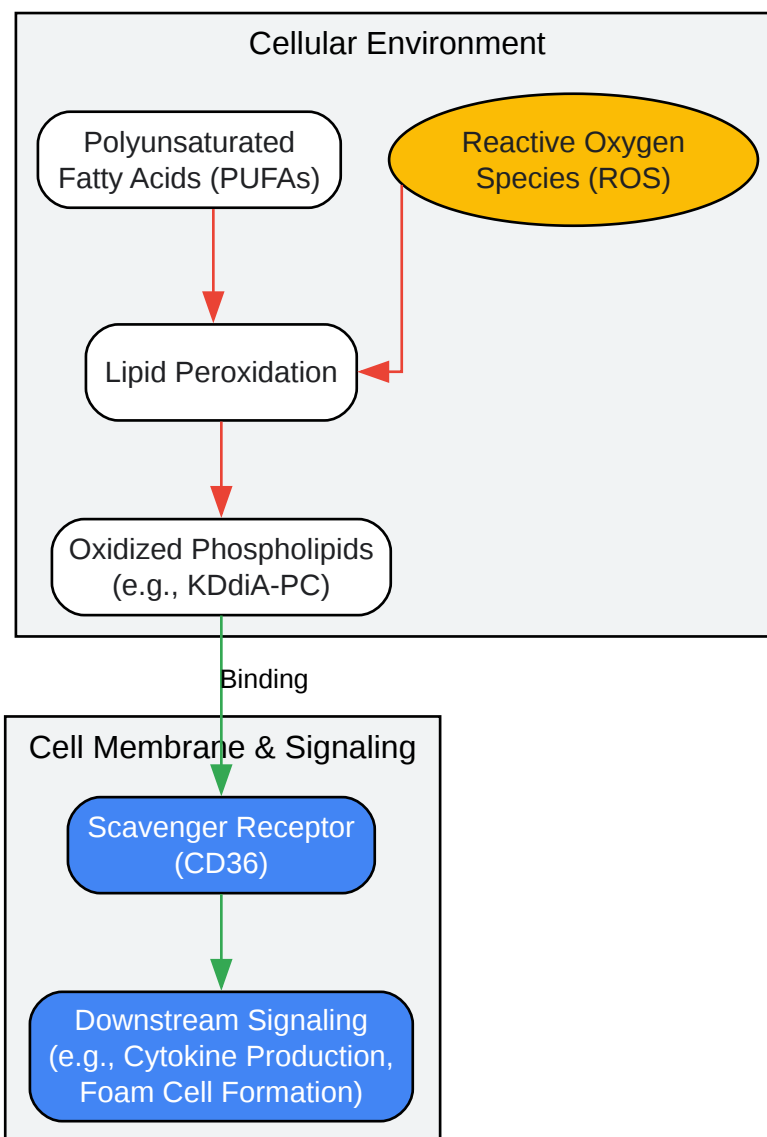 Cellular Environment
Polyunsaturated
Fatty Acids (PUFAs)
Reactive Oxygen
Species (ROS)
Lipid Peroxidation
Oxidized Phospholipids
(e.g., KDdiA-PC)
Binding
Cell Membrane & Signaling
Scavenger Receptor
(CD36)
Downstream Signaling
(e.g., Cytokine Production,
Foam Cell Formation)